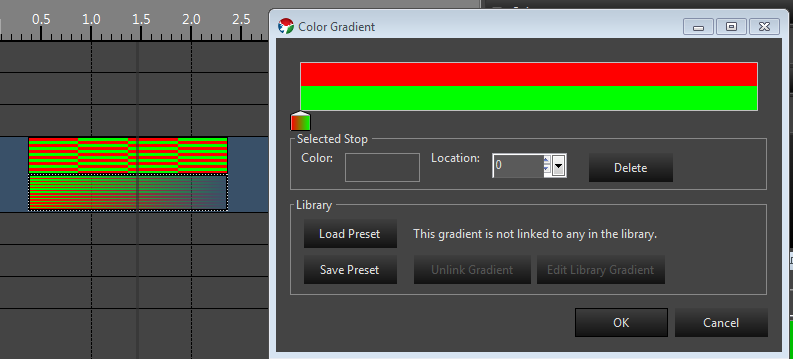 0.5 1.0 1.5 2.0 2.5
Color Gradient
Selected Stop
Color:
Location:
0
Delete
Library
Load Preset
This gradient is not linked to any in the library.
Save Preset
Unlink Gradient
Edit Library Gradient
OK
Cancel